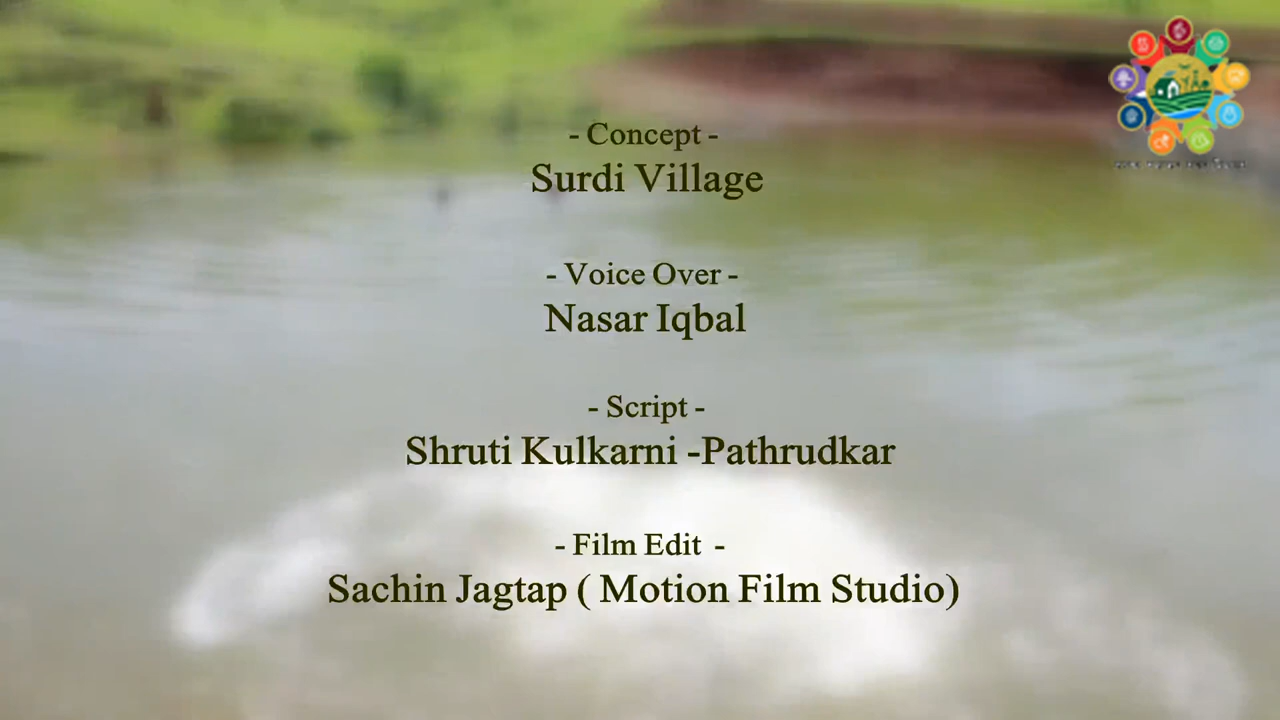 - Concept -
Surdi Village
- Voice Over -
Nasar Iqbal
- Script -
Shruti Kulkarni -Pathrudkar
- Film Edit -
Sachin Jagtap ( Motion Film Studio)